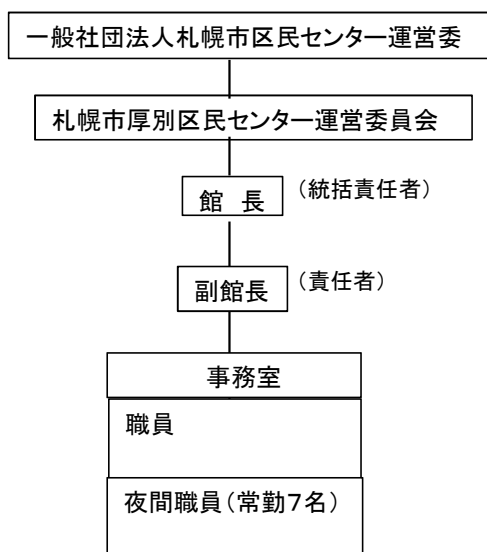 一般社団法人札幌市区民センター運営委
札幌市厚別区民センター運営委員会
館 長 （統括責任者）
副館長 （責任者）
事務室
職員
夜間職員（常勤7名）